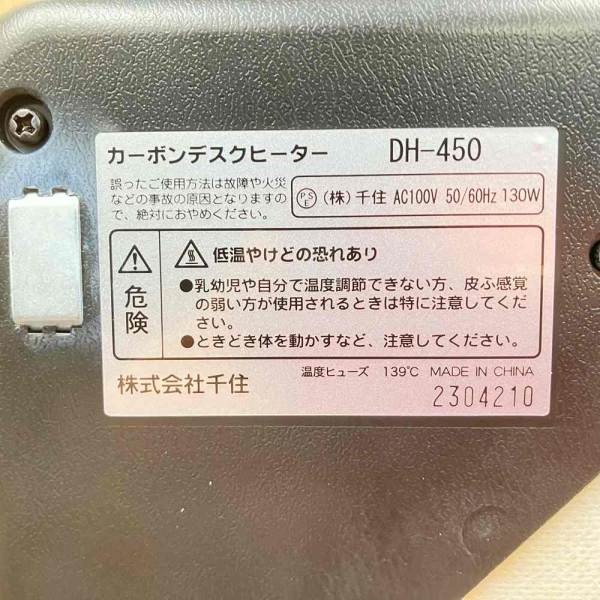 カーボンデスクヒーター DH-450
誤ったご使用方法は故障や火災
などの事故の原因となりますの
で、絶対におやめください。
PSE (株)千住 AC100V 50/60Hz 130W
危険
低温やけどの恐れあり
●乳幼児や自分で温度調節できない方、皮ふ感覚
の弱い方が使用されるときは特に注意してくだ
さい。
●ときどき体を動かすなど、注意してください。
株式会社千住
温度ヒューズ 139℃ MADE IN CHINA
2304210